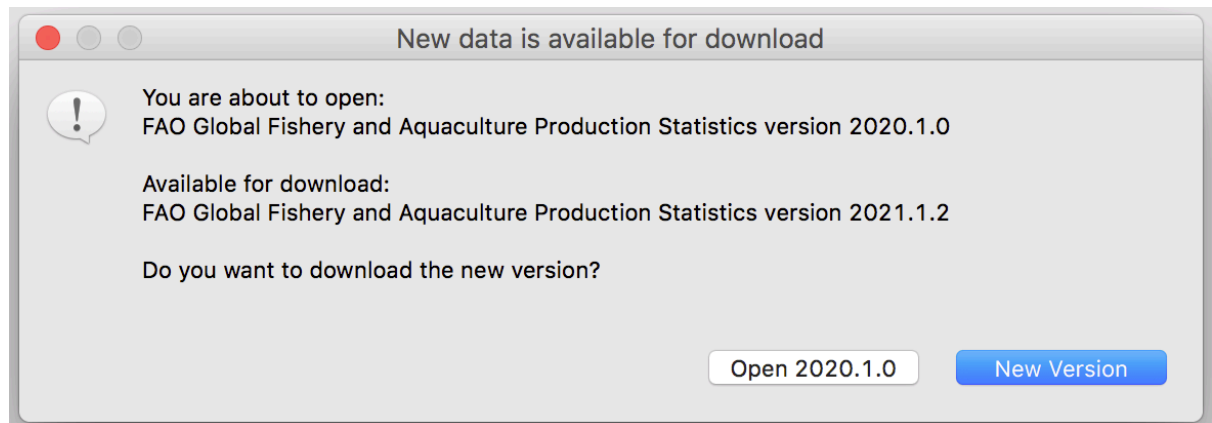 New data is available for download
You are about to open:
FAO Global Fishery and Aquaculture Production Statistics version 2020.1.0
Available for download:
FAO Global Fishery and Aquaculture Production Statistics version 2021.1.2
Do you want to download the new version?
Open 2020.1.0 New Version